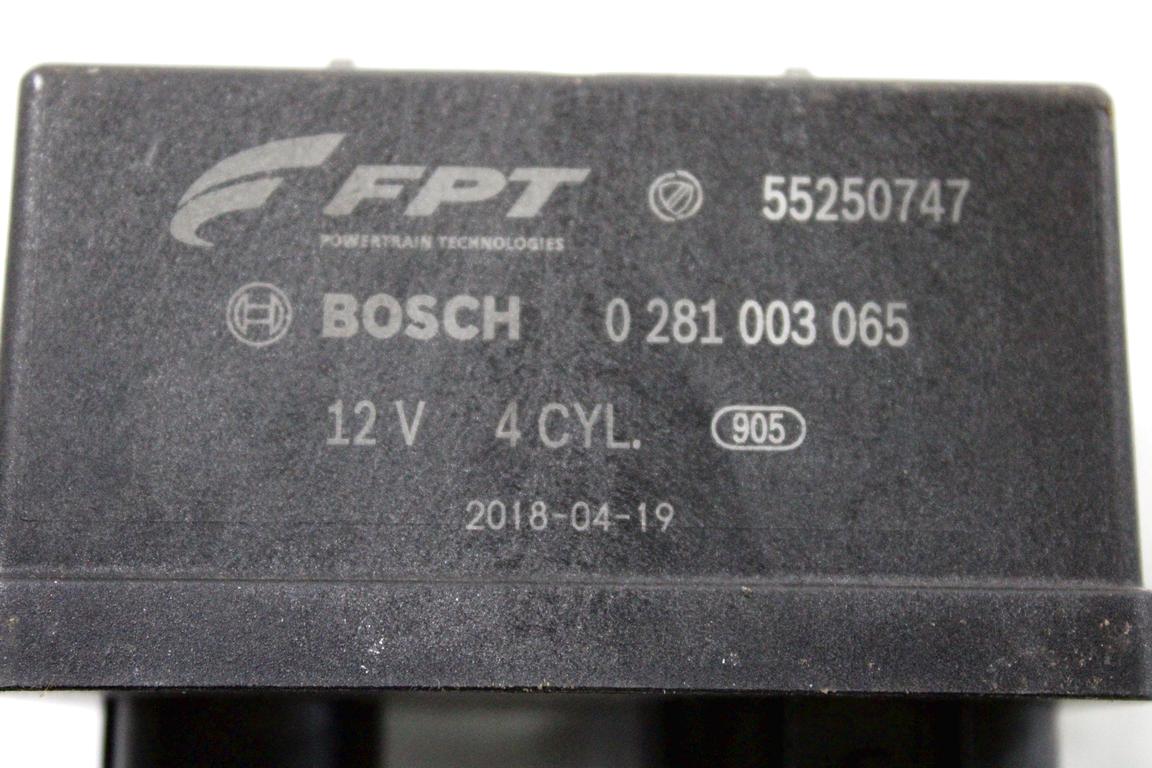 FPT 55250747
POWERTRAIN TECHNOLOGIES
BOSCH 0 281 003 065
12 V 4 CYL. 905
2018-04-19